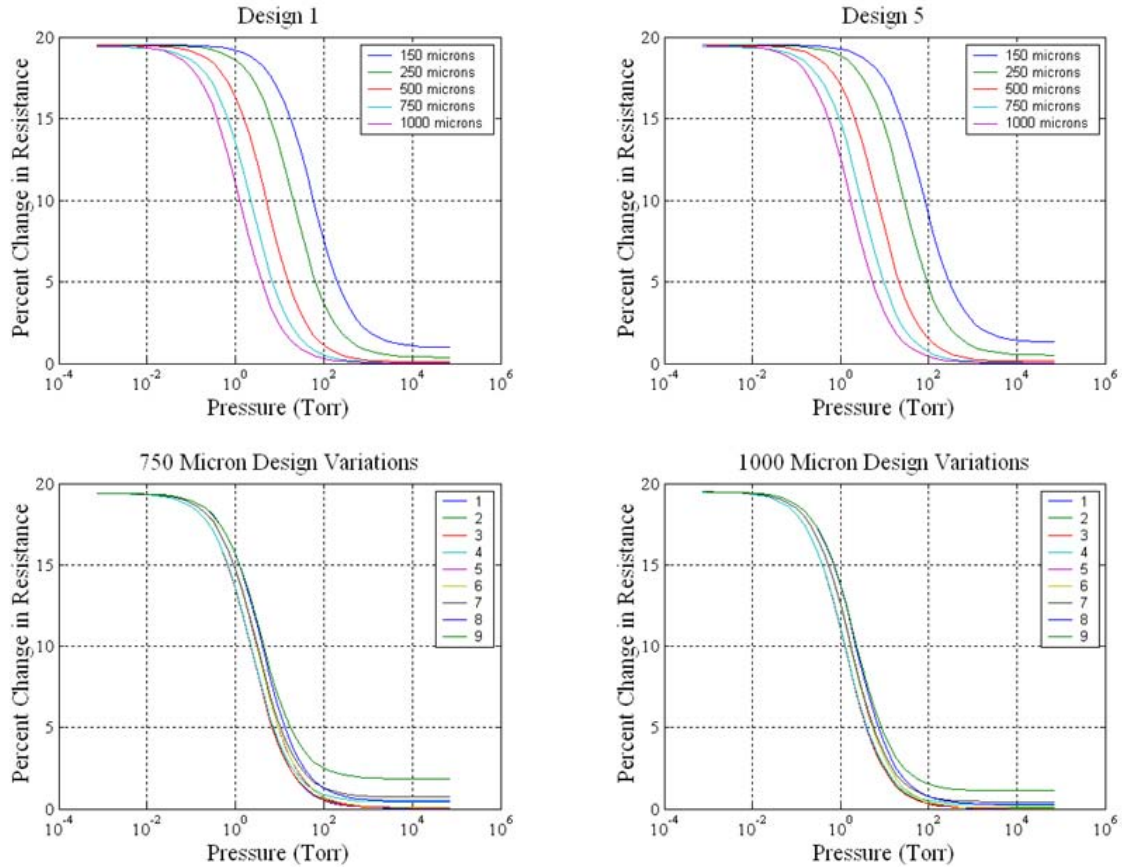 Design 1
Percent Change in Resistance
20
15
10
5
0
150 microns
250 microns
500 microns
750 microns
1000 microns
10^-4
10^-2
10^0
10^2
10^4
10^6
Pressure (Torr)
Design 5
Percent Change in Resistance
20
15
10
5
0
150 microns
250 microns
500 microns
750 microns
1000 microns
10^-4
10^-2
10^0
10^2
10^4
10^6
Pressure (Torr)
750 Micron Design Variations
Percent Change in Resistance
20
15
10
5
0
1
2
3
4
5
6
7
8
9
10^-4
10^-2
10^0
10^2
10^4
10^6
Pressure (Torr)
1000 Micron Design Variations
Percent Change in Resistance
20
15
10
5
0
1
2
3
4
5
6
7
8
9
10^-4
10^-2
10^0
10^2
10^4
10^6
Pressure (Torr)